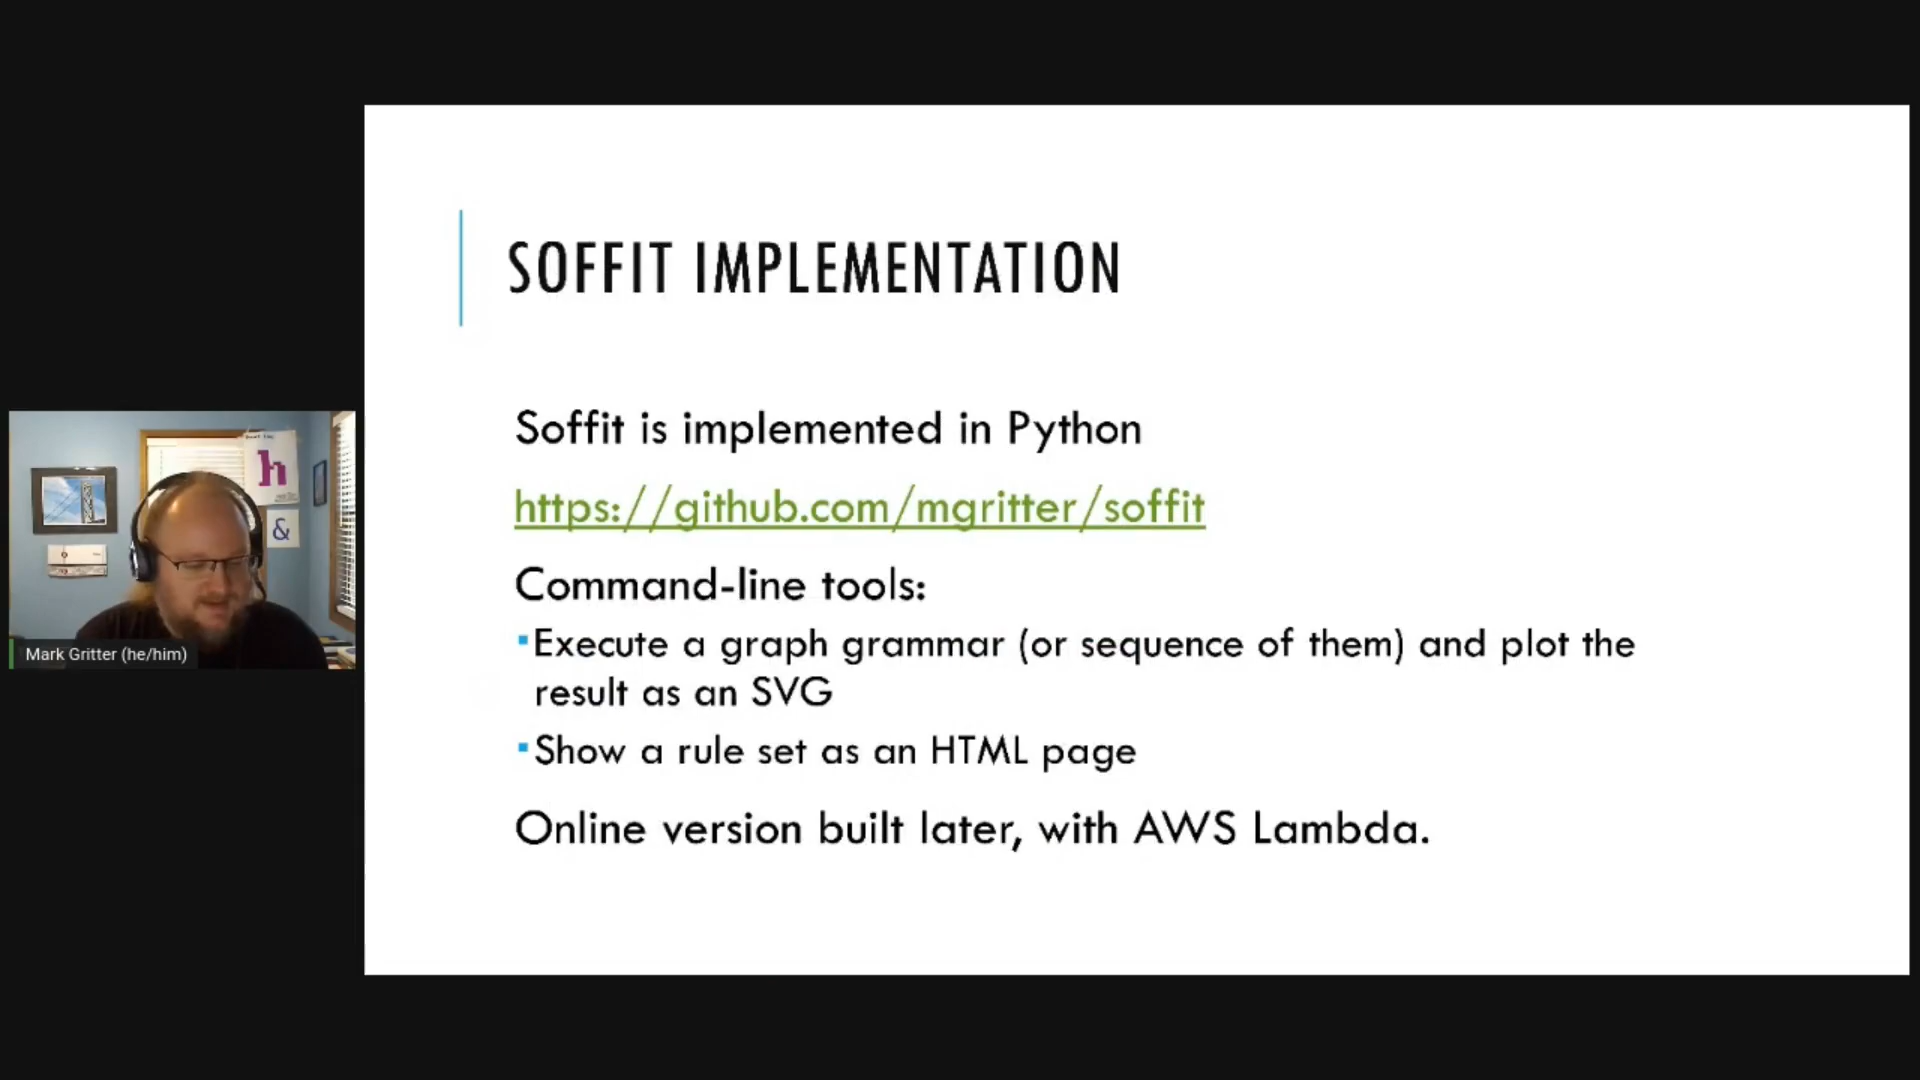 SOFFIT IMPLEMENTATION
Soffit is implemented in Python
https://github.com/mgritter/soffit
Command-line tools:
▪Execute a graph grammar (or sequence of them) and plot the
result as an SVG
▪Show a rule set as an HTML page
Online version built later, with AWS Lambda.
h
&
Mark Gritter (he/him)